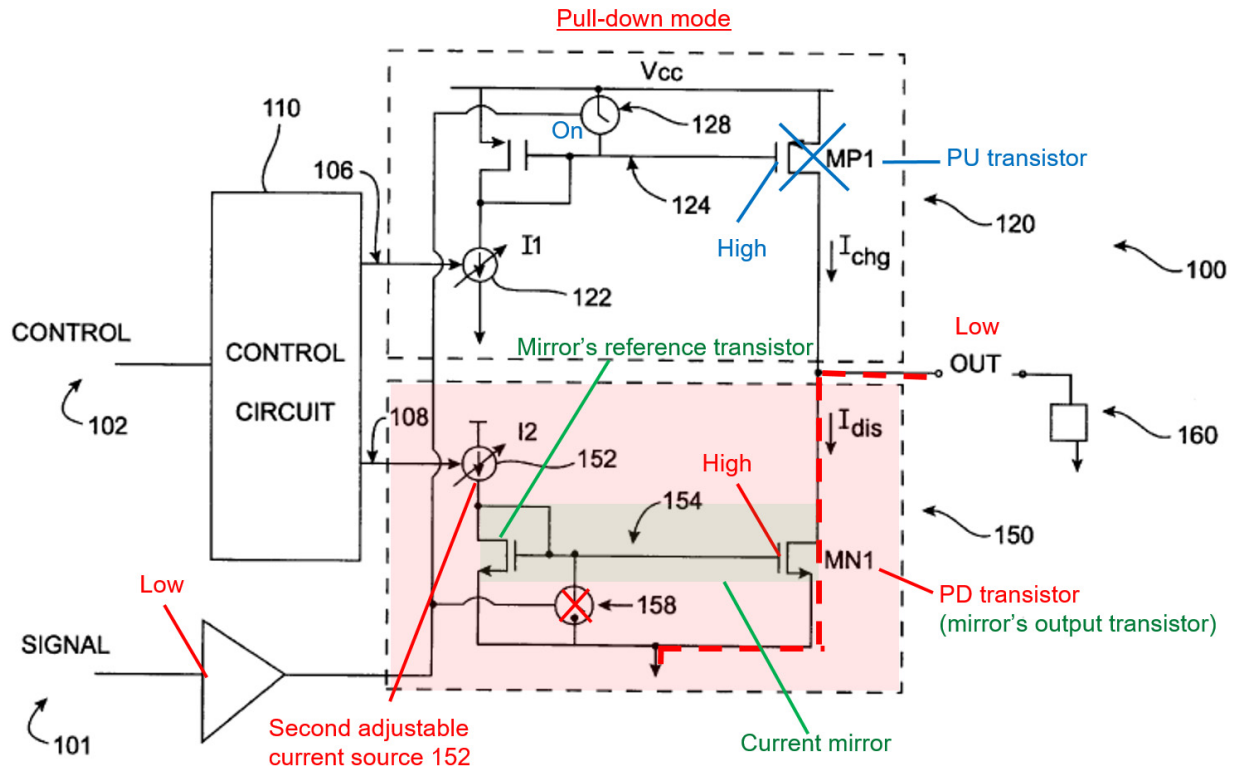 Pull-down mode
Vcc
110
128
On
106
MP1
PU transistor
124
120
High
I1
Ichg
100
122
CONTROL
Low
CONTROL
CIRCUIT
Mirror's reference transistor
OUT
102
108
I2
Idis
160
152
High
154
150
MN1
Low
158
PD transistor
(mirror's output transistor)
SIGNAL
Second adjustable
current source 152
Current mirror
101